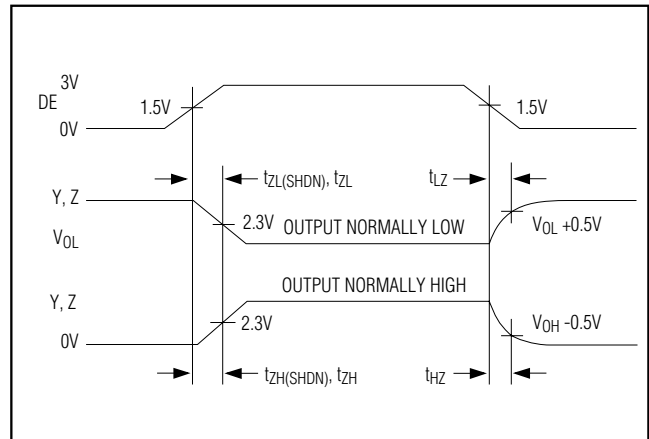 3V
DE
1.5V
1.5V
0V
tZL(SHDN), tZL
tLZ
Y, Z
2.3V
OUTPUT NORMALLY LOW
VOL +0.5V
VOL
OUTPUT NORMALLY HIGH
Y, Z
2.3V
VOH -0.5V
0V
tZH(SHDN), tZH
tHZ